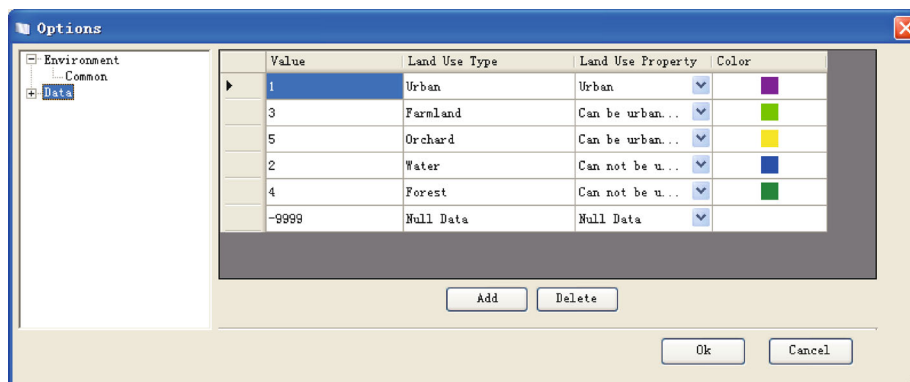 Options
Environment
Common
Data
Value Land Use Type Land Use Property Color
1 Urban Urban
3 Farmland Can be urban...
5 Orchard Can be urban...
2 Water Can not be u...
4 Forest Can not be u...
-9999 Null Data Null Data
Add Delete
Ok Cancel